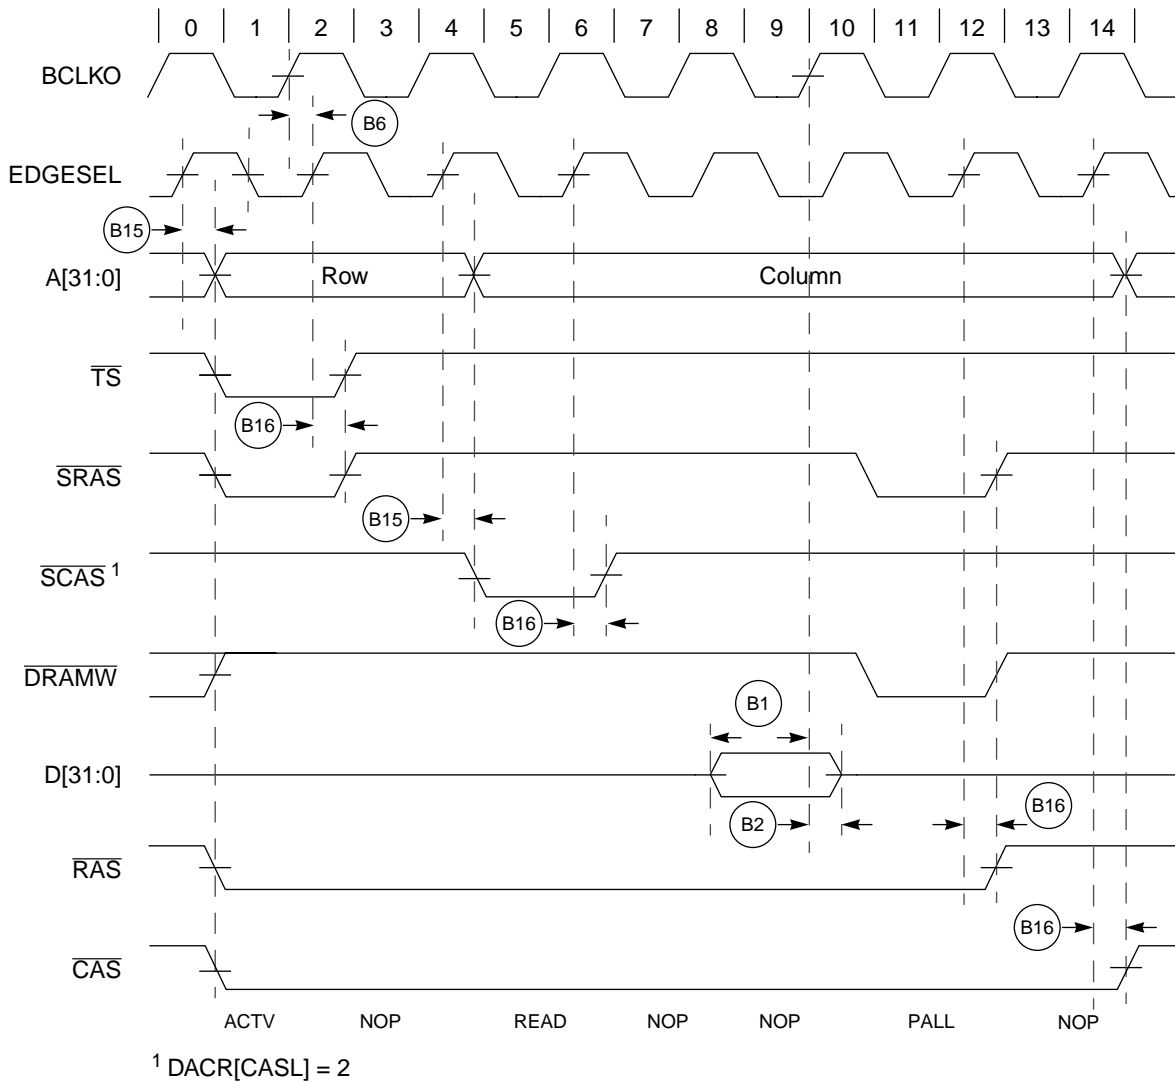 0 1 2 3 4 5 6 7 8 9 10 11 12 13 14
BCLKO
B6
EDGESEL
B15
A[31:0] Row Column
TS
B16
SRAS
B15
SCAS 1
B16
DRAMW
B1
D[31:0]
B16
B2
RAS
B16
CAS
ACTV NOP READ NOP NOP PALL NOP
1 DACR[CASL] = 2